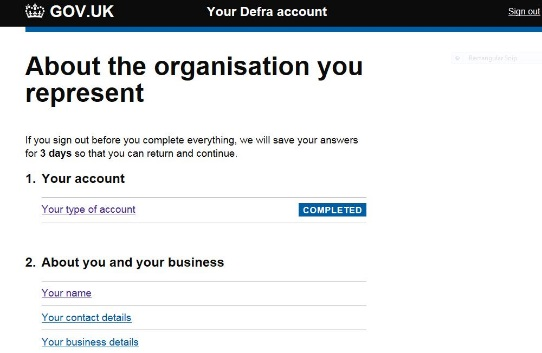 GOV.UK Your Defra account Sign out
About the organisation you
represent
If you sign out before you complete everything, we will save your answers
for 3 days so that you can return and continue.
1. Your account
Your type of account COMPLETED
2. About you and your business
Your name
Your contact details
Your business details